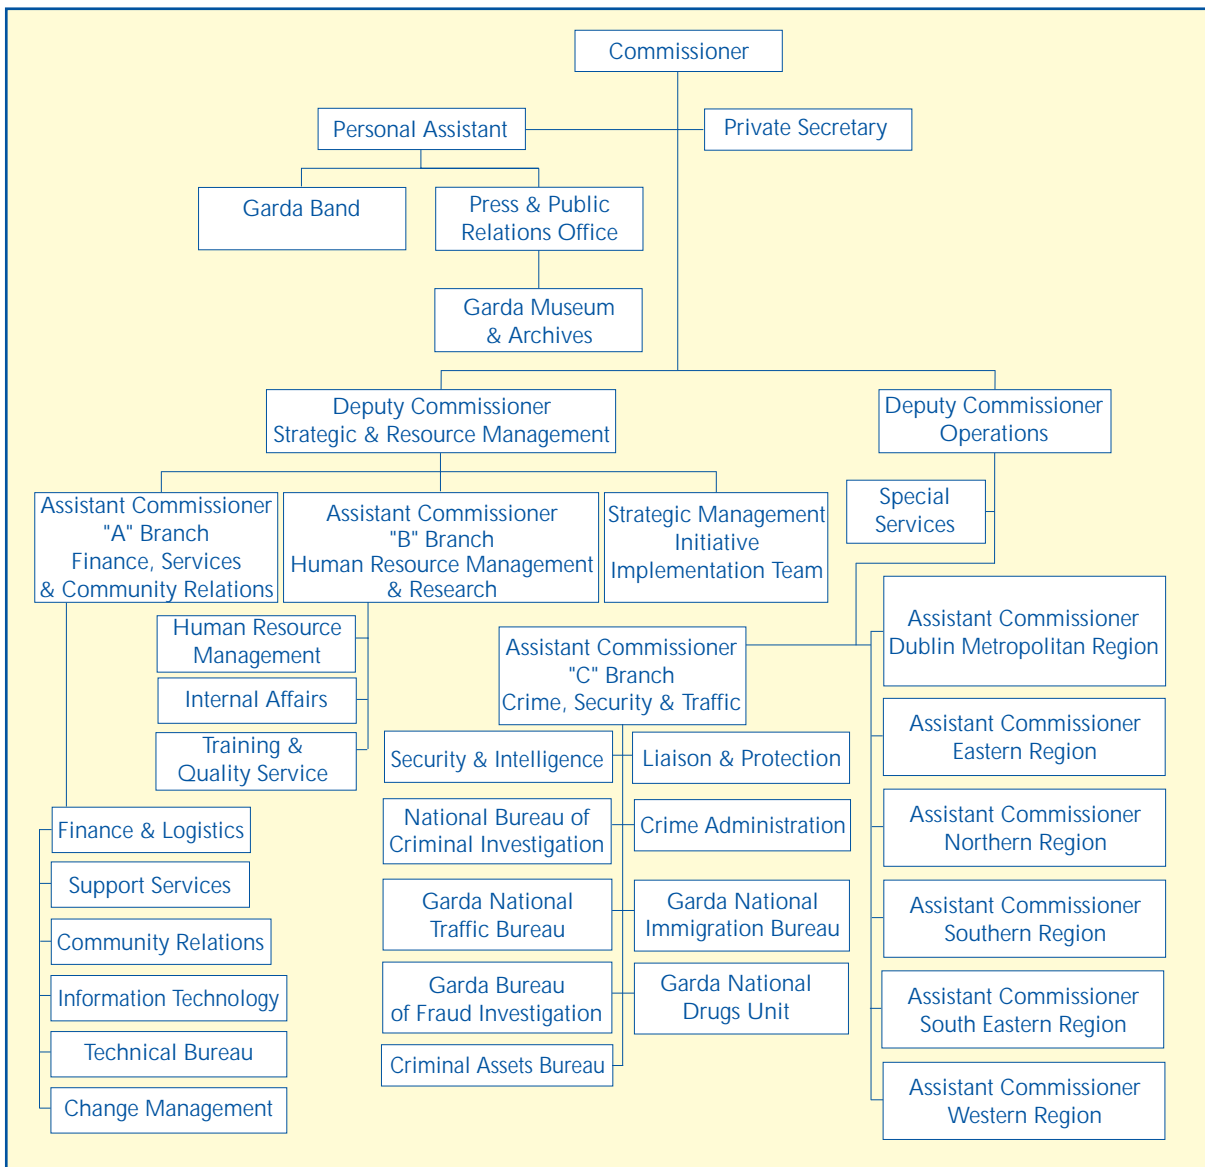 Commissioner
Personal Assistant
Private Secretary
Garda Band
Press & Public
Relations Office
Garda Museum
& Archives
Deputy Commissioner
Strategic & Resource Management
Deputy Commissioner
Operations
Assistant Commissioner
"A" Branch
Finance, Services
& Community Relations
Assistant Commissioner
"B" Branch
Human Resource Management
& Research
Strategic Management
Initiative
Implementation Team
Special
Services
Human Resource
Management
Internal Affairs
Training &
Quality Service
Assistant Commissioner
"C" Branch
Crime, Security & Traffic
Assistant Commissioner
Dublin Metropolitan Region
Assistant Commissioner
Eastern Region
Assistant Commissioner
Northern Region
Assistant Commissioner
Southern Region
Assistant Commissioner
South Eastern Region
Assistant Commissioner
Western Region
Security & Intelligence
Liaison & Protection
National Bureau of
Criminal Investigation
Crime Administration
Garda National
Traffic Bureau
Garda National
Immigration Bureau
Garda Bureau
of Fraud Investigation
Garda National
Drugs Unit
Criminal Assets Bureau
Finance & Logistics
Support Services
Community Relations
Information Technology
Technical Bureau
Change Management